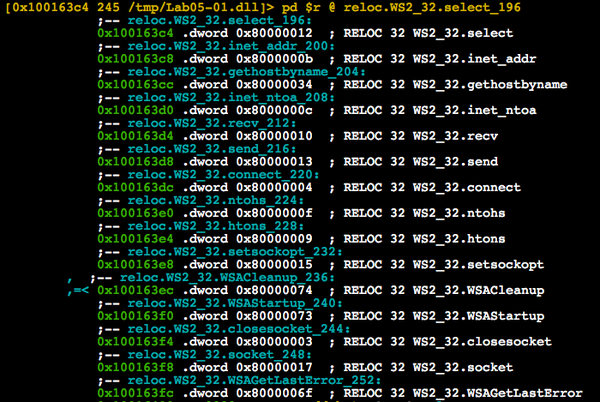 [0x100163c4 245 /tmp/Lab05-01.dll]> pd $r @ reloc.WS2_32.select_196
;-- reloc.WS2_32.select_196:
0x100163c4 .dword 0x80000012 ; RELOC 32 WS2_32.select
;-- reloc.WS2_32.inet_addr_200:
0x100163c8 .dword 0x8000000b ; RELOC 32 WS2_32.inet_addr
;-- reloc.WS2_32.gethostbyname_204:
0x100163cc .dword 0x80000034 ; RELOC 32 WS2_32.gethostbyname
;-- reloc.WS2_32.inet_ntoa_208:
0x100163d0 .dword 0x8000000c ; RELOC 32 WS2_32.inet_ntoa
;-- reloc.WS2_32.recv_212:
0x100163d4 .dword 0x80000010 ; RELOC 32 WS2_32.recv
;-- reloc.WS2_32.send_216:
0x100163d8 .dword 0x80000013 ; RELOC 32 WS2_32.send
;-- reloc.WS2_32.connect_220:
0x100163dc .dword 0x80000004 ; RELOC 32 WS2_32.connect
;-- reloc.WS2_32.ntohs_224:
0x100163e0 .dword 0x8000000f ; RELOC 32 WS2_32.ntohs
;-- reloc.WS2_32.htons_228:
0x100163e4 .dword 0x80000009 ; RELOC 32 WS2_32.htons
;-- reloc.WS2_32.setsockopt_232:
0x100163e8 .dword 0x80000015 ; RELOC 32 WS2_32.setsockopt
, ;-- reloc.WS2_32.WSACleanup_236:
,=< 0x100163ec .dword 0x80000074 ; RELOC 32 WS2_32.WSACleanup
;-- reloc.WS2_32.WSAStartup_240:
0x100163f0 .dword 0x80000073 ; RELOC 32 WS2_32.WSAStartup
;-- reloc.WS2_32.closesocket_244:
0x100163f4 .dword 0x80000003 ; RELOC 32 WS2_32.closesocket
;-- reloc.WS2_32.socket_248:
0x100163f8 .dword 0x80000017 ; RELOC 32 WS2_32.socket
;-- reloc.WS2_32.WSAGetLastError_252:
0x100163fc .dword 0x8000006f ; RELOC 32 WS2_32.WSAGetLastError